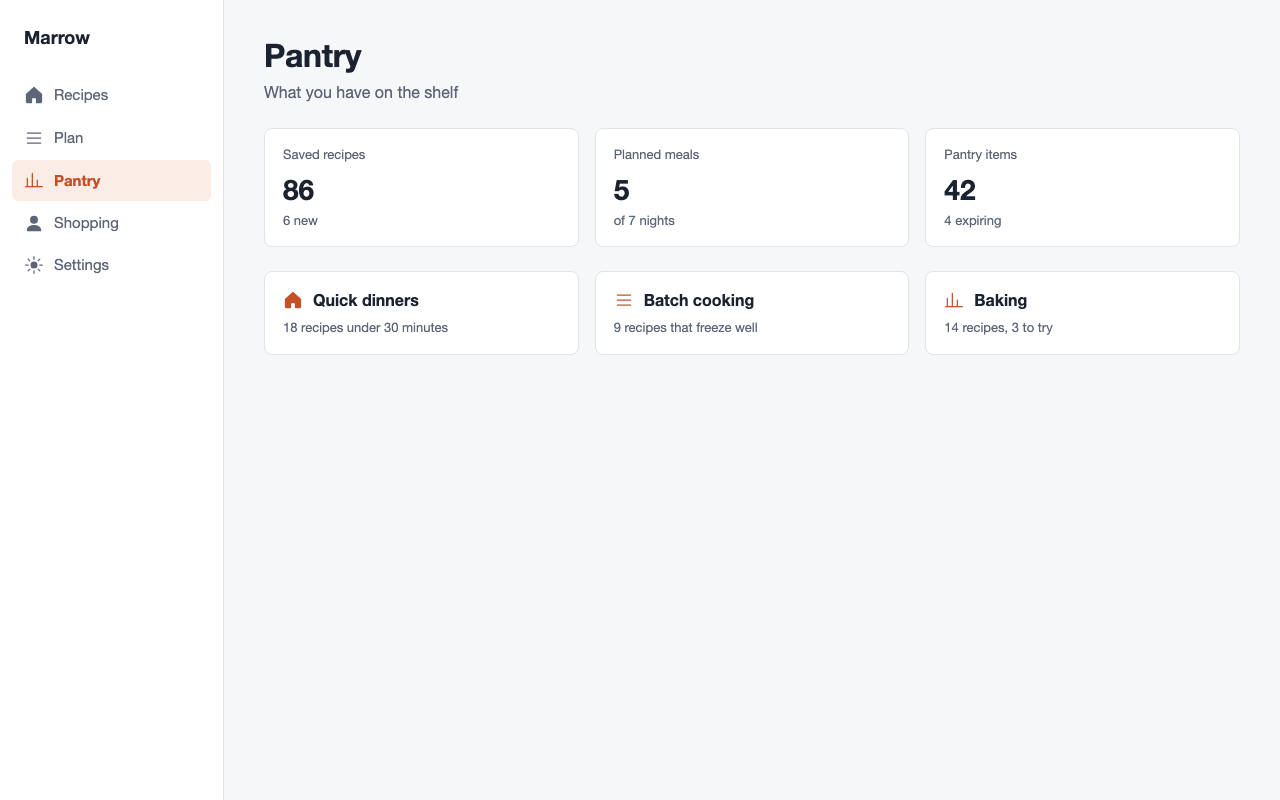 Marrow
Recipes
Plan
Pantry
Shopping
Settings
Pantry
What you have on the shelf
Saved recipes
86
6 new
Planned meals
5
of 7 nights
Pantry items
42
4 expiring
Quick dinners
18 recipes under 30 minutes
Batch cooking
9 recipes that freeze well
Baking
14 recipes, 3 to try